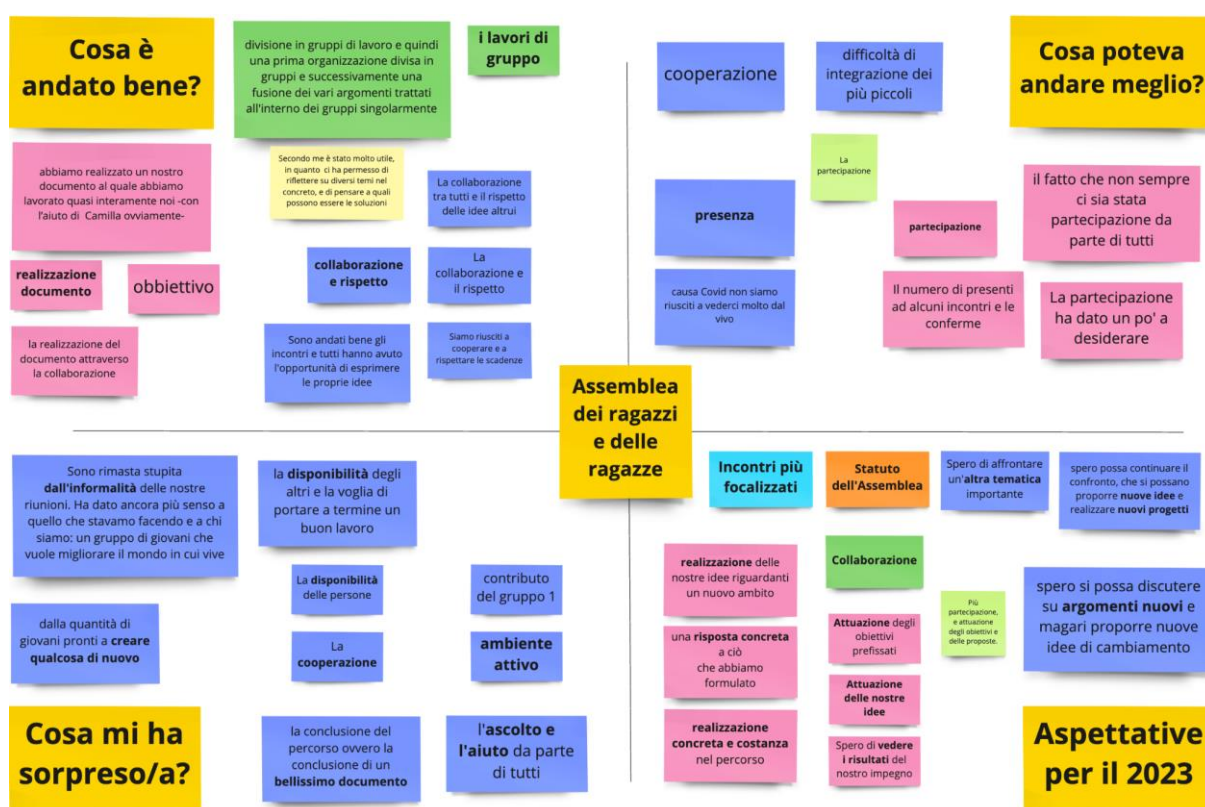 Cosa è
andato bene?
divisione in gruppi di lavoro e quindi
una prima organizzazione divisa in
gruppi e successivamente una
fusione dei vari argomenti trattati
all'interno dei gruppi singolarmente
i lavori di
gruppo
abbiamo realizzato un nostro
documento al quale abbiamo
lavorato quasi interamente noi -con
l'aiuto di Camilla ovviamente-
Secondo me è stato molto utile,
in quanto ci ha permesso di
riflettere su diversi temi nel
concreto, e di pensare a quali
possono essere le soluzioni
La collaborazione
tra tutti e il rispetto
delle idee altrui
realizzazione
documento
obbiettivo
collaborazione
e rispetto
La
collaborazione e
il rispetto
la realizzazione del
documento attraverso
la collaborazione
Sono andati bene gli
incontri e tutti hanno avuto
l'opportunità di esprimere
le proprie idee
Siamo riusciti a
cooperare e a
rispettare le scadenze
cooperazione
difficoltà di
integrazione dei
più piccoli
Cosa poteva
andare meglio?
La
partecipazione
presenza
partecipazione
il fatto che non sempre
ci sia stata
partecipazione da
parte di tutti
causa Covid non siamo
riusciti a vederci molto dal
vivo
Il numero di presenti
ad alcuni incontri e le
conferme
La partecipazione
ha dato un po' a
desiderare
Assemblea
dei ragazzi
e delle
ragazze
Sono rimasta stupita
dall'informalità delle nostre
riunioni. Ha dato ancora più senso a
quello che stavamo facendo e a chi
siamo: un gruppo di giovani che
vuole migliorare il mondo in cui vive
la disponibilità degli
altri e la voglia di
portare a termine un
buon lavoro
La disponibilità
delle persone
contributo
del gruppo 1
dalla quantità di
giovani pronti a creare
qualcosa di nuovo
La
cooperazione
ambiente
attivo
Cosa mi ha
sorpreso/a?
la conclusione del
percorso ovvero la
conclusione di un
bellissimo documento
l'ascolto e
l'aiuto da parte
di tutti
Incontri più
focalizzati
Statuto
dell'Assemblea
Spero di affrontare
un'altra tematica
importante
spero possa continuare il
confronto, che si possano
proporre nuove idee e
realizzare nuovi progetti
realizzazione delle
nostre idee riguardanti
un nuovo ambito
Collaborazione
Più
partecipazione,
e attuazione
degli obiettivi e
delle proposte.
spero si possa discutere
su argomenti nuovi e
magari proporre nuove
idee di cambiamento
una risposta concreta
a ciò
che abbiamo
formulato
Attuazione degli
obiettivi
prefissati
Attuazione
delle nostre
idee
realizzazione
concreta e costanza
nel percorso
Spero di vedere
i risultati del
nostro impegno
Aspettative
per il 2023